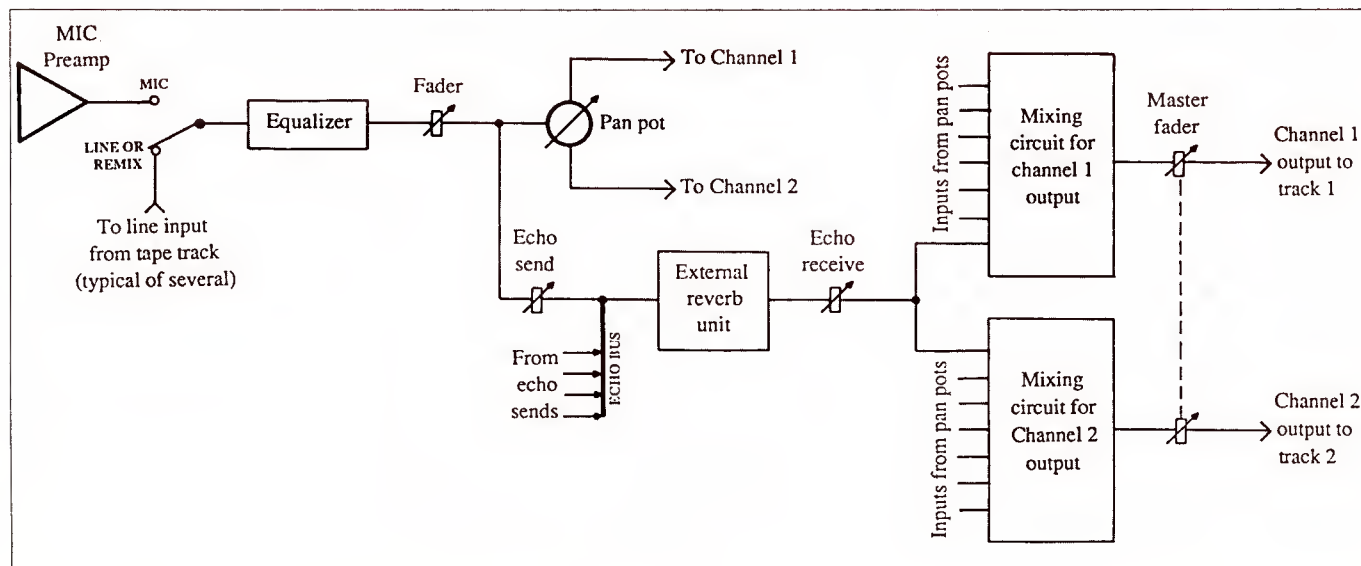 MIC
Preamp
MIC
LINE OR
REMIX
To line input
from tape track
(typical of several)
Equalizer
Fader
To Channel 1
Pan pot
To Channel 2
Echo
send
From
echo
sends
ECHO BUS
External
reverb
unit
Echo
receive
Inputs from pan pots
Mixing
circuit for
channel 1
output
Master
fader
Channel 1
output to
track 1
Inputs from pan pots
Mixing
circuit for
Channel 2
output
Channel 2
output to
track 2